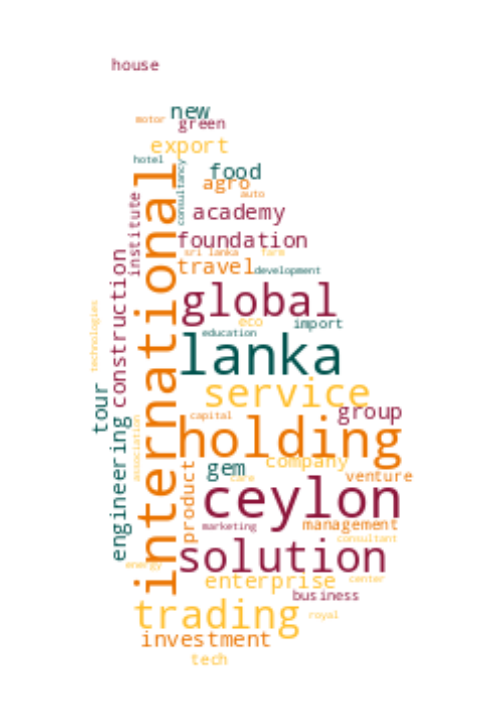 house
new
motor
green
export
hotel
consultancy
food
agro
auto
institute
academy
international
foundation
sri lanka
farm
travel
development
construction
global
technologies
eco
import
education
lanka
tour
service
capital
group
engineering
association
holding
gem
company
product
care
venture
ceylon
marketing
management
consultant
solution
energy
enterprise
center
business
trading
royal
investment
tech